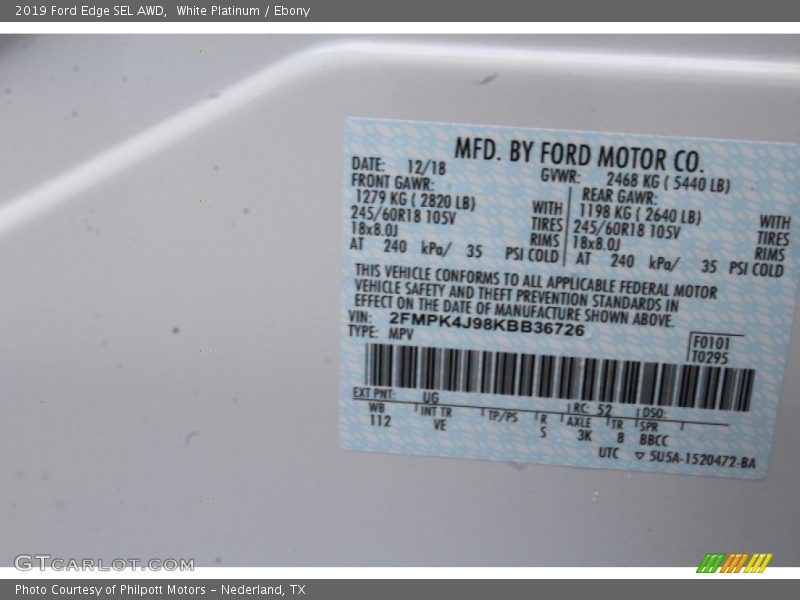 2019 Ford Edge SEL AWD,  White Platinum / Ebony
MFD. BY FORD MOTOR CO.
DATE: 12/18 GVWR: 2468 KG ( 5440 LB)
FRONT GAWR: REAR GAWR:
1279 KG ( 2820 LB) WITH 1198 KG ( 2640 LB) WITH
245/60R18 105V TIRES 245/60R18 105V TIRES
18x8.0J RIMS 18x8.0J RIMS
AT 240 kPa/ 35 PSI COLD AT 240 kPa/ 35 PSI COLD
THIS VEHICLE CONFORMS TO ALL APPLICABLE FEDERAL MOTOR
VEHICLE SAFETY AND THEFT PREVENTION STANDARDS IN
EFFECT ON THE DATE OF MANUFACTURE SHOWN ABOVE.
VIN: 2FMPK4J98KBB36726
TYPE: MPV
F0101
T0295
EXT PNT: UG RC: 52 DSO:
WB INT TR TP/PS R AXLE TR SPR
112 VE S 3K 8 BBCC
UTC ▽ 5U5A-1520472-BA
GTCARLOT.COM
Photo Courtesy of Philpott Motors - Nederland, TX